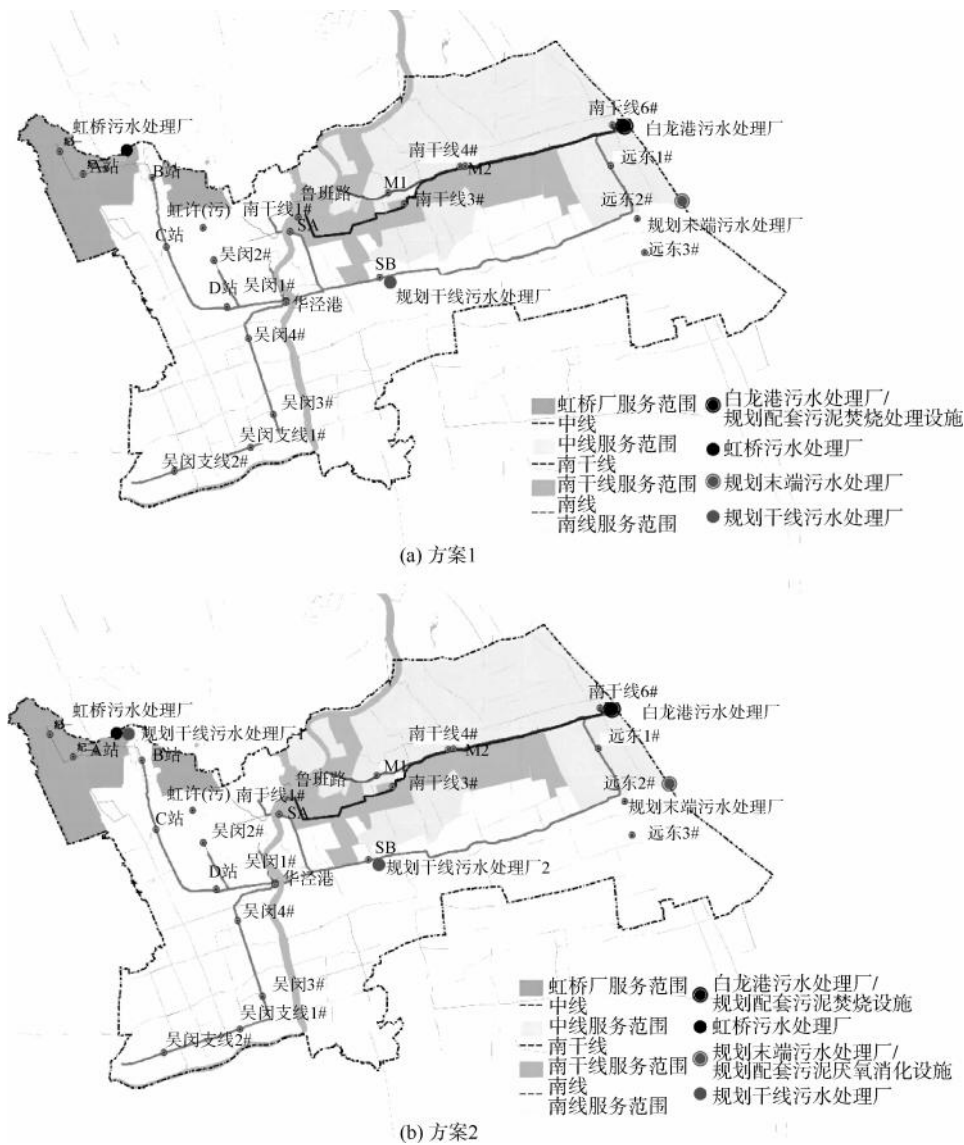 虹桥污水处理厂
A站
B站
虹许(污)
C站
吴闵2#
D站
吴闵1#
华泾港
吴闵4#
吴闵3#
吴闵支线1#
吴闵支线2#
鲁班路
南干线1#
SA
M1
南干线4#
M2
南干线3#
SB
规划干线污水处理厂
南干线6#
白龙港污水处理厂
远东1#
远东2#
规划末端污水处理厂
远东3#
虹桥厂服务范围
中线
中线服务范围
南干线
南干线服务范围
南线
南线服务范围
白龙港污水处理厂/
规划配套污泥焚烧处理设施
虹桥污水处理厂
规划末端污水处理厂
规划干线污水处理厂
(a) 方案1
虹桥污水处理厂
规划干线污水处理厂1
A站
B站
虹许(污)
C站
吴闵2#
D站
吴闵1#
华泾港
吴闵4#
吴闵3#
吴闵支线1#
吴闵支线2#
鲁班路
南干线1#
SA
M1
南干线4#
M2
南干线3#
SB
规划干线污水处理厂2
南干线6#
白龙港污水处理厂
远东1#
远东2#
规划末端污水处理厂
远东3#
虹桥厂服务范围
中线
中线服务范围
南干线
南干线服务范围
南线
南线服务范围
白龙港污水处理厂/
规划配套污泥焚烧设施
虹桥污水处理厂
规划末端污水处理厂/
规划配套污泥厌氧消化设施
规划干线污水处理厂
(b) 方案2